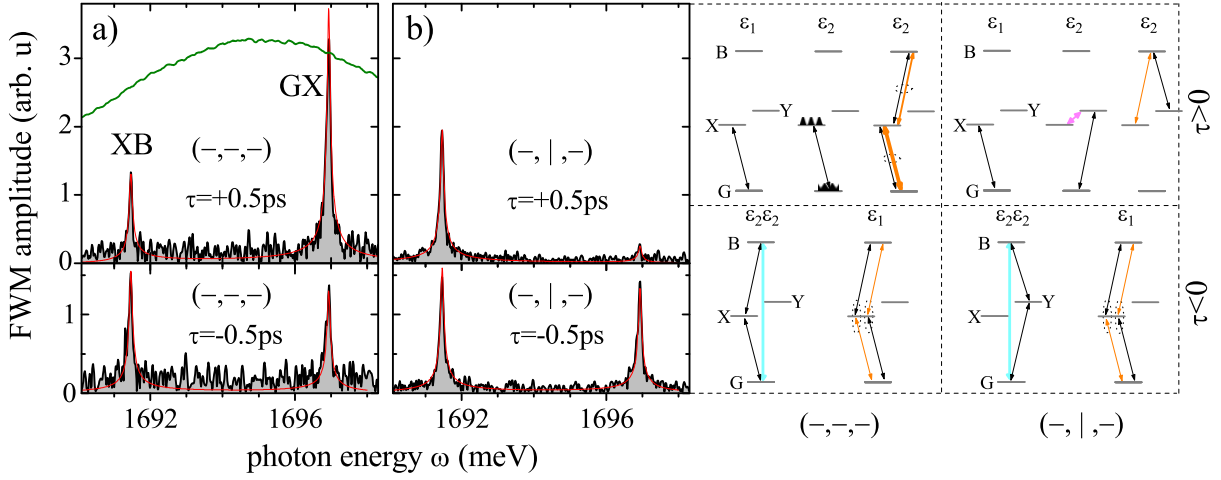 a)
b)
3
2
1
0
1
0
FWM amplitude (arb. u)
XB
GX
(−,−,−)
τ=+0.5ps
(−,−,−)
τ=−0.5ps
(−, | ,−)
τ=+0.5ps
(−, | ,−)
τ=−0.5ps
1692
1696
1692
1696
photon energy ω (meV)
ε1 ε2 ε2
B
Y
X
G
ε1 ε2 ε2
B
Y
X
G
τ>0
ε2ε2 ε1
B
Y
X
G
ε2ε2 ε1
B
Y
X
G
τ<0
(−,−,−)
(−, | ,−)